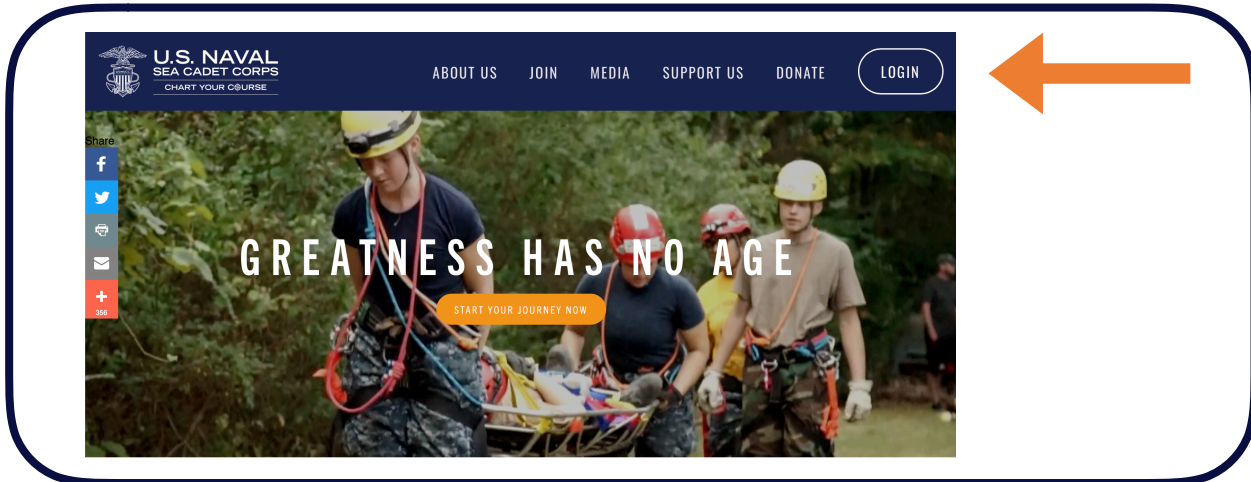 U.S. NAVAL
SEA CADET CORPS
CHART YOUR COURSE
ABOUT US JOIN MEDIA SUPPORT US DONATE LOGIN
Share
GREATNESS HAS NO AGE
START YOUR JOURNEY NOW
356